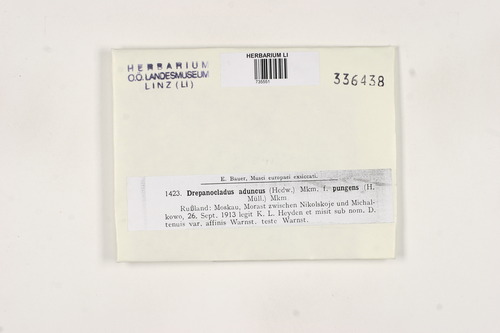 HERBARIUM
O.Ö. LANDESMUSEUM
LINZ (LI)
HERBARIUM LI
336438
E. Bauer, Musci europaei exsiccati.
1423. Drepanocladus aduncus (Hedw.) Mkm. f. pungens (H.
Müll.) Mkm
Rußland: Moskau, Morast zwischen Nikolskoje und Michal-
kowo, 26. Sept. 1913 legit K. L. Heyden et misit sub nom. D.
tenuis var. affinis Warnst. teste Warnst.